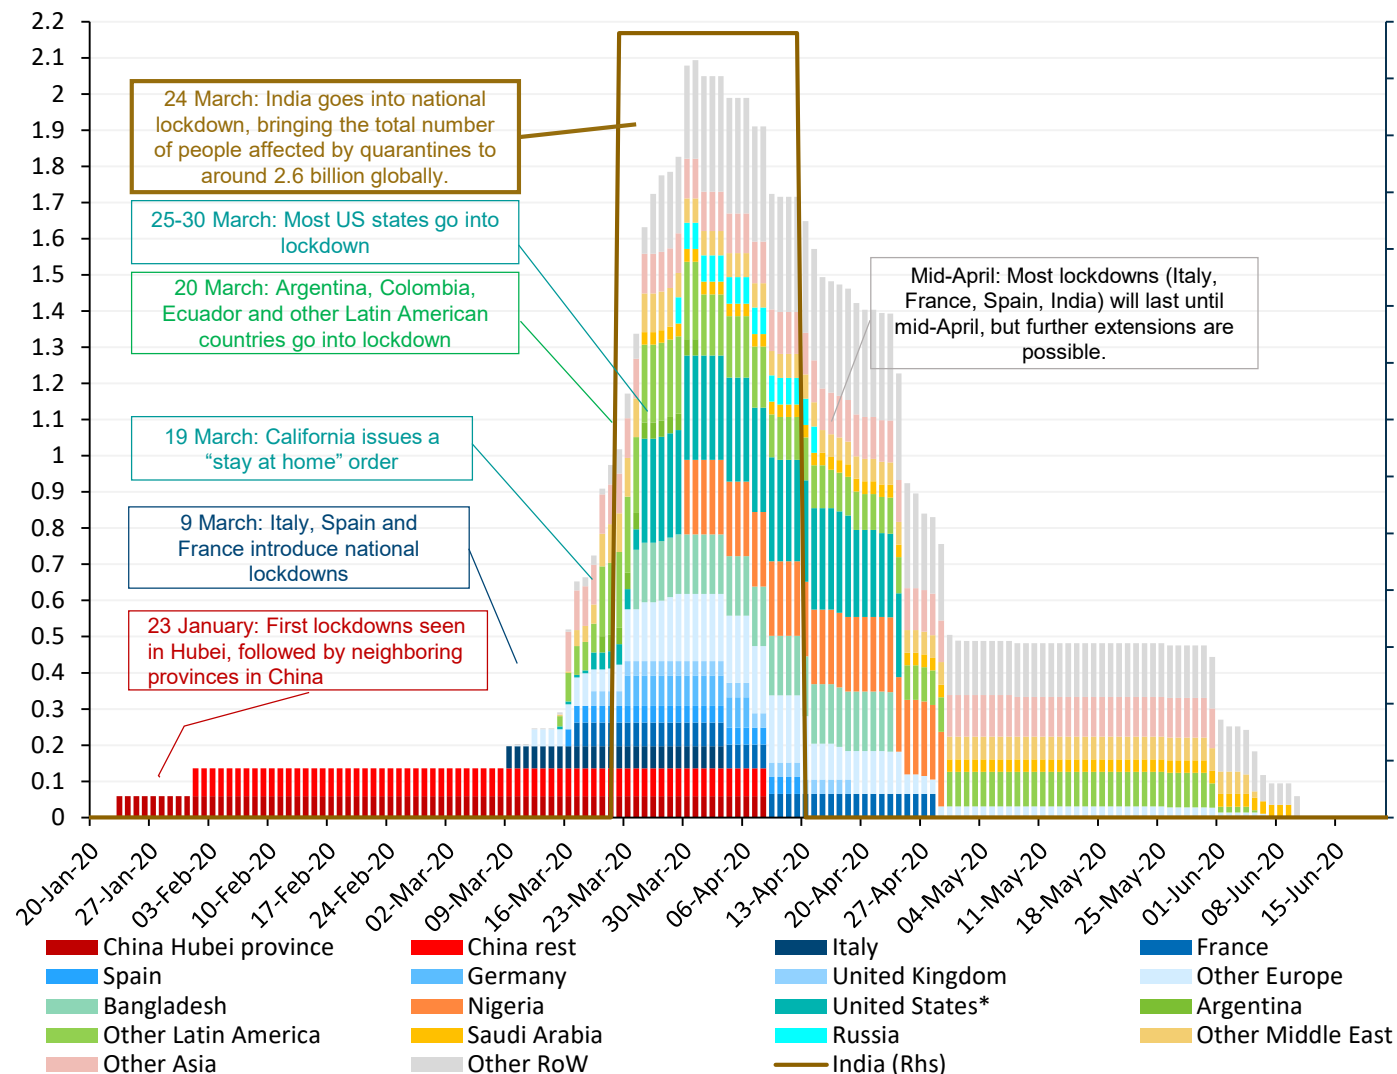 2.2
2.1
2
1.9
1.8
1.7
1.6
1.5
1.4
1.3
1.2
1.1
1
0.9
0.8
0.7
0.6
0.5
0.4
0.3
0.2
0.1
0
24 March: India goes into national
lockdown, bringing the total number
of people affected by quarantines to
around 2.6 billion globally.
25-30 March: Most US states go into
lockdown
20 March: Argentina, Colombia,
Ecuador and other Latin American
countries go into lockdown
19 March: California issues a
“stay at home” order
9 March: Italy, Spain and
France introduce national
lockdowns
23 January: First lockdowns seen
in Hubei, followed by neighboring
provinces in China
Mid-April: Most lockdowns (Italy,
France, Spain, India) will last until
mid-April, but further extensions are
possible.
20-Jan-20
27-Jan-20
03-Feb-20
10-Feb-20
17-Feb-20
24-Feb-20
02-Mar-20
09-Mar-20
16-Mar-20
23-Mar-20
30-Mar-20
06-Apr-20
13-Apr-20
20-Apr-20
27-Apr-20
04-May-20
11-May-20
18-May-20
25-May-20
01-Jun-20
08-Jun-20
15-Jun-20
China Hubei province
China rest
Italy
France
Spain
Germany
United Kingdom
Other Europe
Bangladesh
Nigeria
United States*
Argentina
Other Latin America
Saudi Arabia
Russia
Other Middle East
Other Asia
Other RoW
India (Rhs)